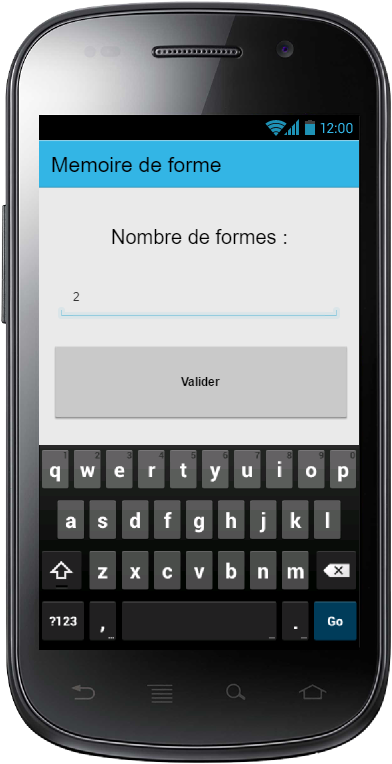 12:00
Memoire de forme
Nombre de formes :
2
Valider
1 2 3 4 5 6 7 8 9 0
q w e r t y u i o p
a s d f g h j k l
z x c v b n m
?123 , ... _ . ... Go